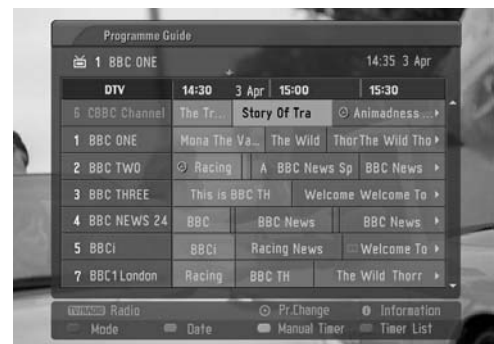 Programme Guide
1 BBC ONE 14:35 3 Apr
DTV 14:30 3 Apr 15:00 15:30
6 CBBC Channel The Tr... Story Of Tra Animadness ...
1 BBC ONE Mona The Va... The Wild ThorThe Wild Tho
2 BBC TWO Racing A BBC News Sp BBC News
3 BBC THREE This is BBC TH Welcome Welcome To
4 BBC NEWS 24 BBC BBC News BBC News
5 BBCi BBCi Racing News Welcome To
7 BBC1London Racing BBC TH The Wild Thorr
TV/RADIO Radio Pr.Change Information
Mode Date Manual Timer Timer List